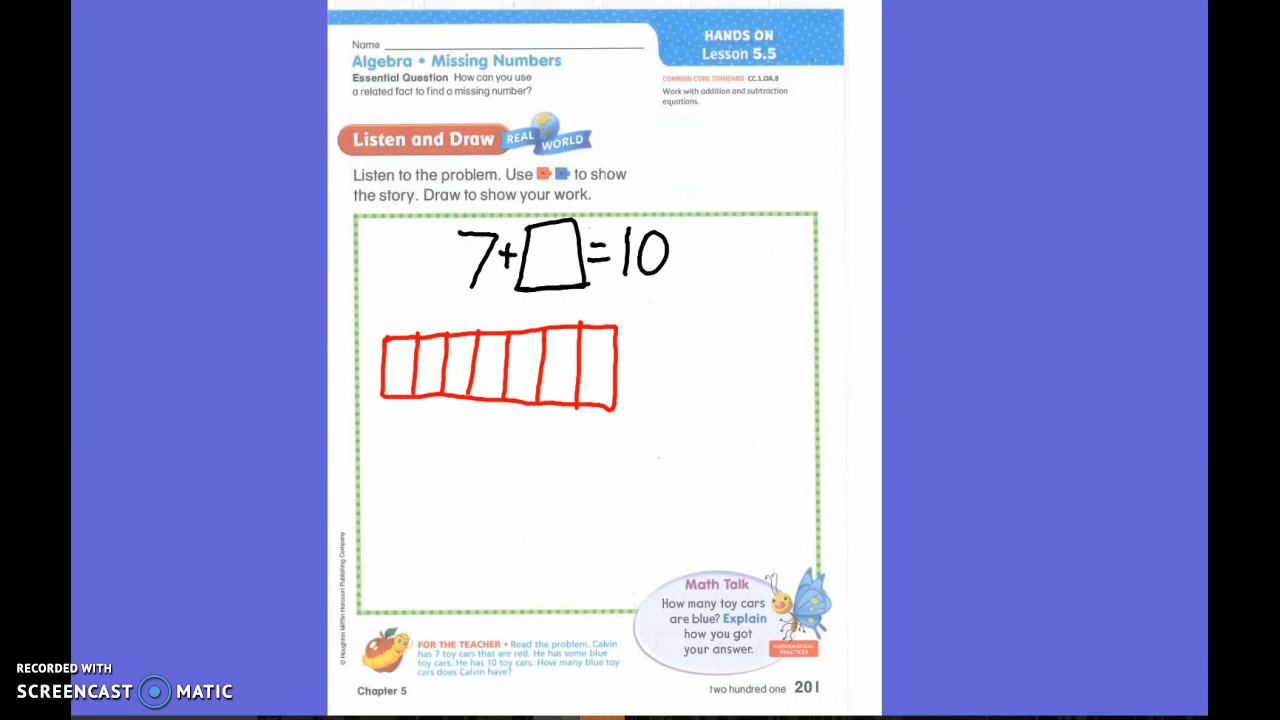 HANDS ON
Lesson 5.5
Name
Algebra • Missing Numbers
Essential Question How can you use
a related fact to find a missing number?
COMMON CORE STANDARD CC.1.OA.8
Work with addition and subtraction
equations.
Listen and Draw
REAL WORLD
Listen to the problem. Use to show
the story. Draw to show your work.
7+□=10
© Houghton Mifflin Harcourt Publishing Company
Math Talk
How many toy cars
are blue? Explain
how you got
your answer.
MATHEMATICAL
PRACTICES
FOR THE TEACHER • Read the problem. Calvin
has 7 toy cars that are red. He has some blue
toy cars. He has 10 toy cars. How many blue toy
cars does Calvin have?
Chapter 5
two hundred one 201
RECORDED WITH
SCREENCAST MATIC